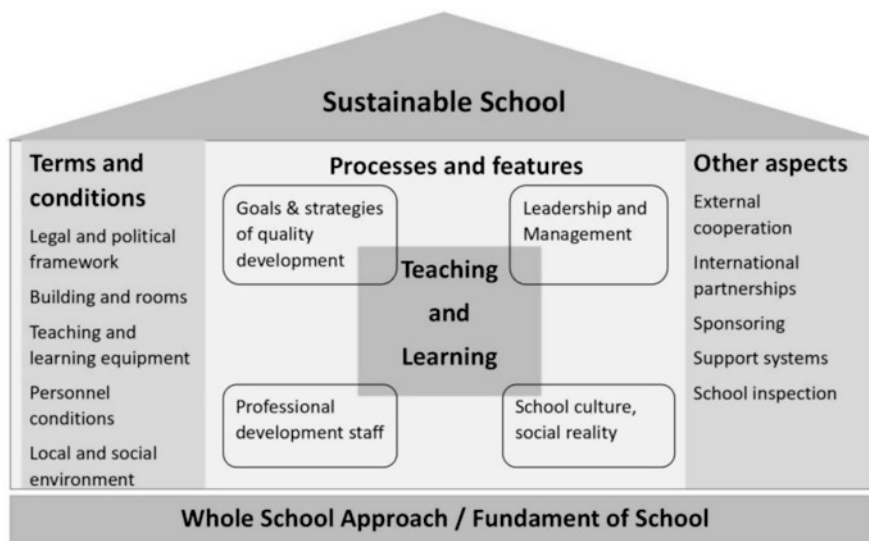 Sustainable School
Terms and
conditions
Legal and political
framework
Building and rooms
Teaching and
learning equipment
Personnel
conditions
Local and social
environment
Processes and features
Goals & strategies
of quality
development
Leadership and
Management
Teaching
and
Learning
Professional
development staff
School culture,
social reality
Other aspects
External
cooperation
International
partnerships
Sponsoring
Support systems
School inspection
Whole School Approach / Fundament of School